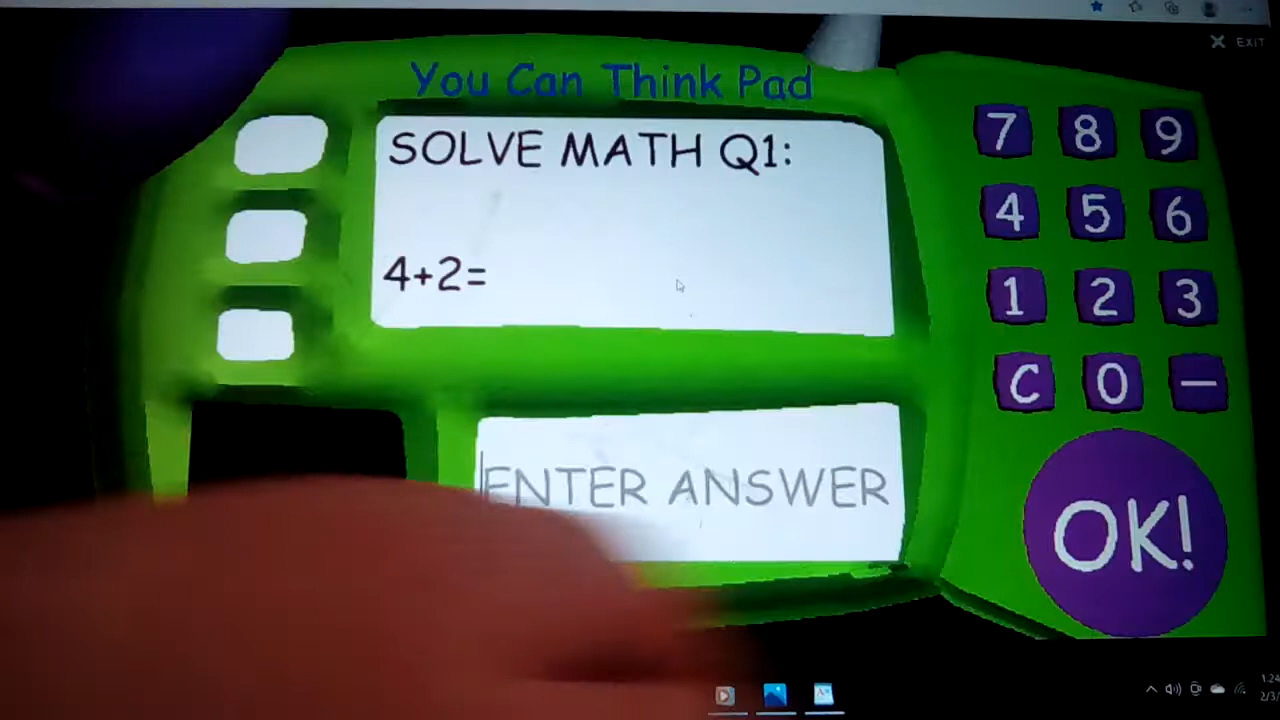 EXIT
You Can Think Pad
SOLVE MATH Q1:
4+2=
ENTER ANSWER
7 8 9
4 5 6
1 2 3
C 0 —
OK!